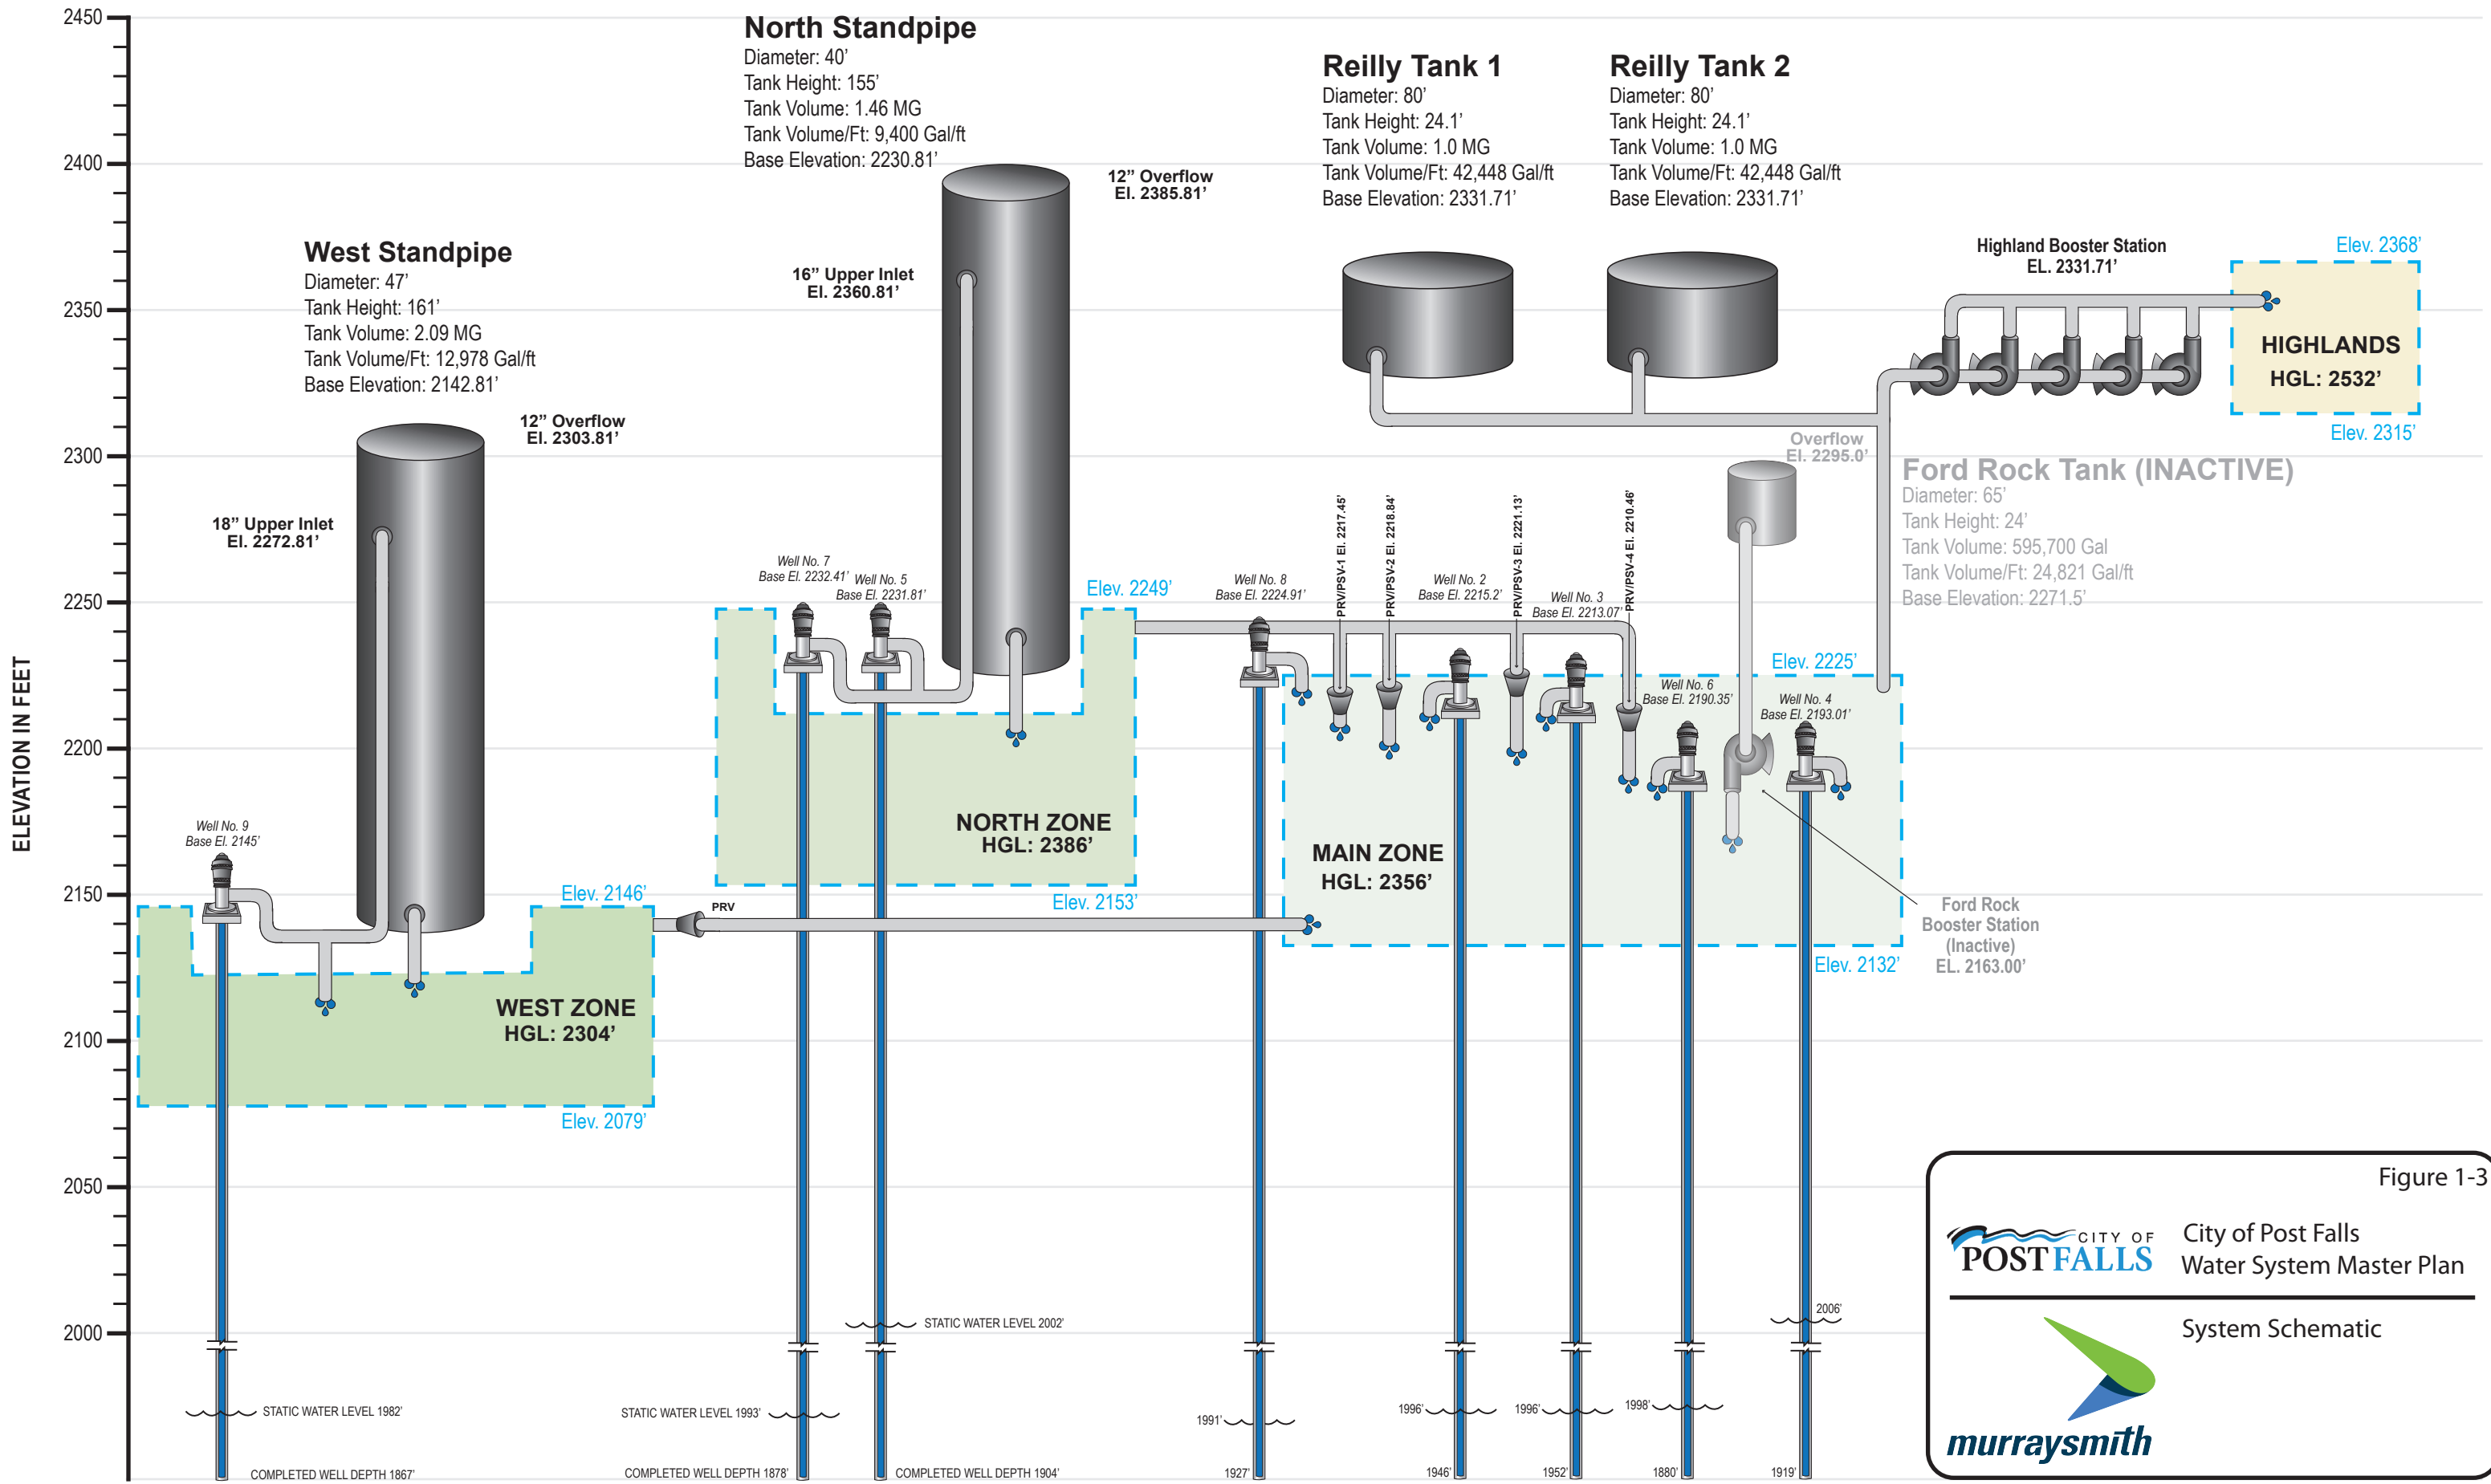 ELEVATION IN FEET
2450
2400
2350
2300
2250
2200
2150
2100
2050
2000
West Standpipe
Diameter: 47'
Tank Height: 161'
Tank Volume: 2.09 MG
Tank Volume/Ft: 12,978 Gal/ft
Base Elevation: 2142.81'
12” Overflow
El. 2303.81'
18” Upper Inlet
El. 2272.81'
Well No. 9
Base El. 2145'
Elev. 2146'
WEST ZONE
HGL: 2304'
Elev. 2079'
PRV
STATIC WATER LEVEL 1982'
COMPLETED WELL DEPTH 1867'
North Standpipe
Diameter: 40'
Tank Height: 155'
Tank Volume: 1.46 MG
Tank Volume/Ft: 9,400 Gal/ft
Base Elevation: 2230.81'
12” Overflow
El. 2385.81'
16” Upper Inlet
El. 2360.81'
Well No. 7
Base El. 2232.41'
Well No. 5
Base El. 2231.81'
Elev. 2249'
NORTH ZONE
HGL: 2386'
Elev. 2153'
STATIC WATER LEVEL 2002'
STATIC WATER LEVEL 1993'
COMPLETED WELL DEPTH 1878'
COMPLETED WELL DEPTH 1904'
Reilly Tank 1
Diameter: 80'
Tank Height: 24.1'
Tank Volume: 1.0 MG
Tank Volume/Ft: 42,448 Gal/ft
Base Elevation: 2331.71'
Reilly Tank 2
Diameter: 80'
Tank Height: 24.1'
Tank Volume: 1.0 MG
Tank Volume/Ft: 42,448 Gal/ft
Base Elevation: 2331.71'
Highland Booster Station
EL. 2331.71'
Elev. 2368'
HIGHLANDS
HGL: 2532'
Elev. 2315'
Overflow
El. 2295.0'
Ford Rock Tank (INACTIVE)
Diameter: 65'
Tank Height: 24'
Tank Volume: 595,700 Gal
Tank Volume/Ft: 24,821 Gal/ft
Base Elevation: 2271.5'
Well No. 8
Base El. 2224.91'
PRV/PSV-1 El. 2217.45'
PRV/PSV-2 El. 2218.84'
Well No. 2
Base El. 2215.2'
PRV/PSV-3 El. 2221.13'
Well No. 3
Base El. 2213.07'
PRV/PSV-4 El. 2210.46'
Elev. 2225'
Well No. 6
Base El. 2190.35'
Well No. 4
Base El. 2193.01'
MAIN ZONE
HGL: 2356'
Elev. 2132'
Ford Rock
Booster Station
(Inactive)
EL. 2163.00'
1991'
1996'
1996'
1998'
2006'
1927'
1946'
1952'
1880'
1919'
Figure 1-3
CITY OF
POST FALLS
City of Post Falls
Water System Master Plan
System Schematic
murraysmith